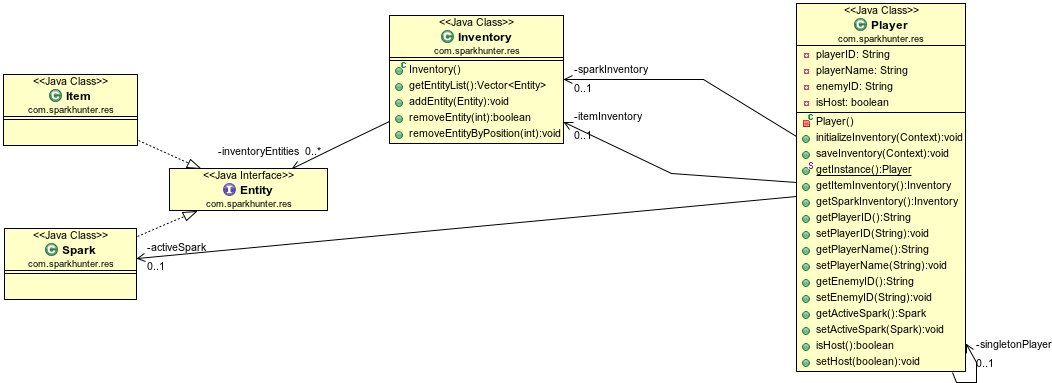 <<Java Class>>
Item
com.sparkhunter.res
<<Java Class>>
Spark
com.sparkhunter.res
<<Java Interface>>
Entity
com.sparkhunter.res
-inventoryEntities 0..*
-activeSpark
0..1
<<Java Class>>
Inventory
com.sparkhunter.res
Inventory()
getEntityList():Vector<Entity>
addEntity(Entity):void
removeEntity(int):boolean
removeEntityByPosition(int):void
-sparkInventory
0..1
-itemInventory
0..1
<<Java Class>>
Player
com.sparkhunter.res
playerID: String
playerName: String
enemyID: String
isHost: boolean
Player()
initializeInventory(Context):void
saveInventory(Context):void
getInstance():Player
getItemInventory():Inventory
getSparkInventory():Inventory
getPlayerID():String
setPlayerID(String):void
getPlayerName():String
setPlayerName(String):void
getEnemyID():String
setEnemyID(String):void
getActiveSpark():Spark
setActiveSpark(Spark):void
isHost():boolean
setHost(boolean):void
-singletonPlayer
0..1